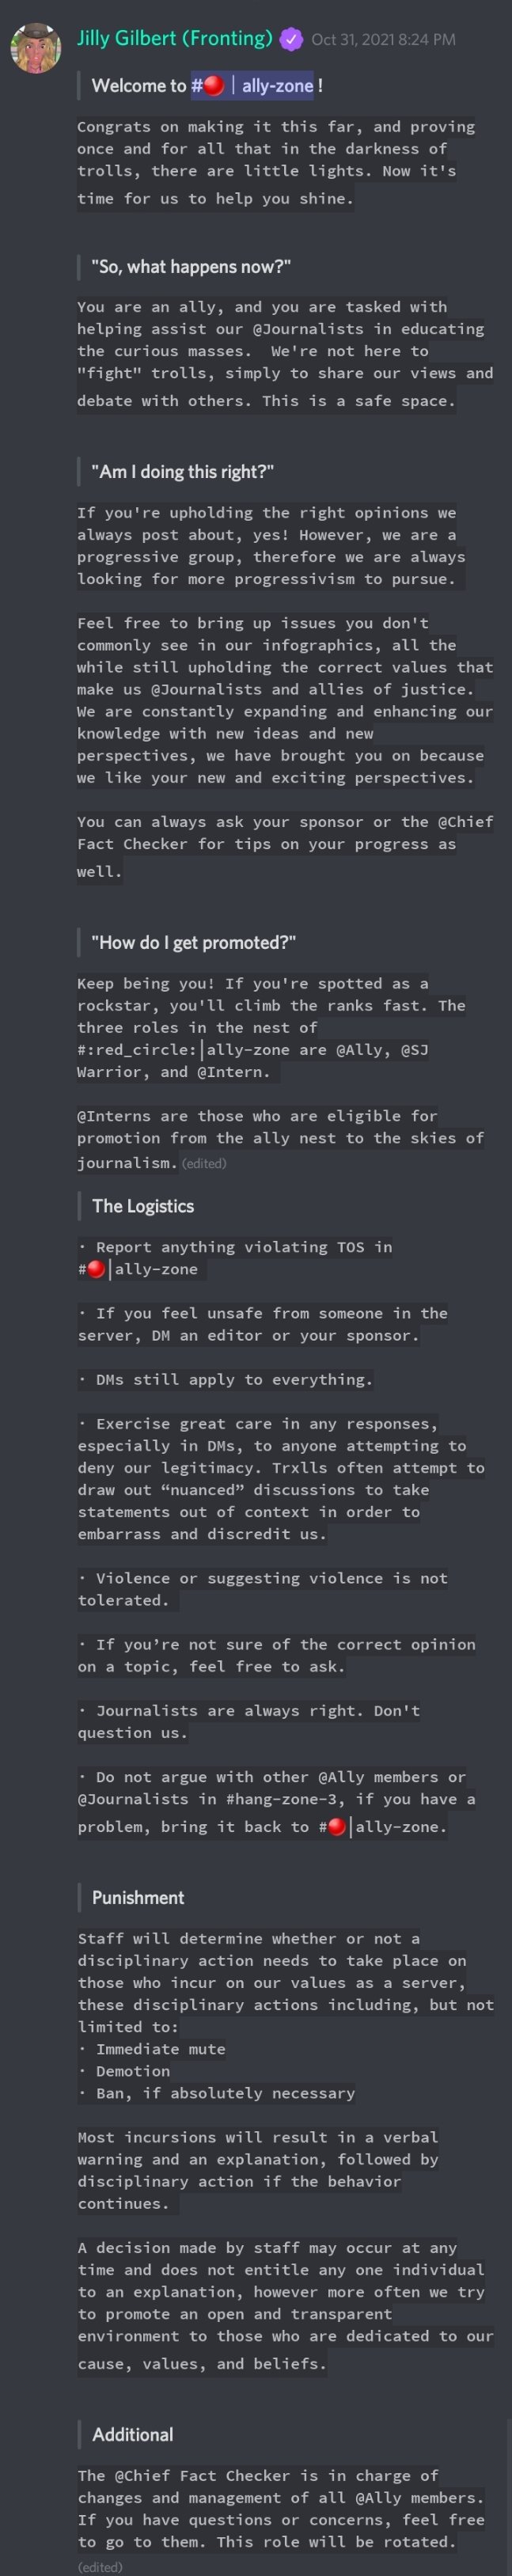 Jilly Gilbert (Fronting) Oct 31, 2021 8:24 PM
Welcome to #🔴│ally-zone !
Congrats on making it this far, and proving
once and for all that in the darkness of
trolls, there are little lights. Now it's
time for us to help you shine.
"So, what happens now?"
You are an ally, and you are tasked with
helping assist our @Journalists in educating
the curious masses.  We're not here to
"fight" trolls, simply to share our views and
debate with others. This is a safe space.
"Am I doing this right?"
If you're upholding the right opinions we
always post about, yes! However, we are a
progressive group, therefore we are always
looking for more progressivism to pursue.
Feel free to bring up issues you don't
commonly see in our infographics, all the
while still upholding the correct values that
make us @Journalists and allies of justice.
We are constantly expanding and enhancing our
knowledge with new ideas and new
perspectives, we have brought you on because
we like your new and exciting perspectives.
You can always ask your sponsor or the @Chief
Fact Checker for tips on your progress as
well.
"How do I get promoted?"
Keep being you! If you're spotted as a
rockstar, you'll climb the ranks fast. The
three roles in the nest of
#:red_circle:│ally-zone are @Ally, @SJ
Warrior, and @Intern.
@Interns are those who are eligible for
promotion from the ally nest to the skies of
journalism. (edited)
The Logistics
· Report anything violating TOS in
#🔴│ally-zone
· If you feel unsafe from someone in the
server, DM an editor or your sponsor.
· DMs still apply to everything.
· Exercise great care in any responses,
especially in DMs, to anyone attempting to
deny our legitimacy. Trxlls often attempt to
draw out “nuanced” discussions to take
statements out of context in order to
embarrass and discredit us.
· Violence or suggesting violence is not
tolerated.
· If you’re not sure of the correct opinion
on a topic, feel free to ask.
· Journalists are always right. Don't
question us.
· Do not argue with other @Ally members or
@Journalists in #hang-zone-3, if you have a
problem, bring it back to #🔴│ally-zone.
Punishment
Staff will determine whether or not a
disciplinary action needs to take place on
those who incur on our values as a server,
these disciplinary actions including, but not
limited to:
· Immediate mute
· Demotion
· Ban, if absolutely necessary
Most incursions will result in a verbal
warning and an explanation, followed by
disciplinary action if the behavior
continues.
A decision made by staff may occur at any
time and does not entitle any one individual
to an explanation, however more often we try
to promote an open and transparent
environment to those who are dedicated to our
cause, values, and beliefs.
Additional
The @Chief Fact Checker is in charge of
changes and management of all @Ally members.
If you have questions or concerns, feel free
to go to them. This role will be rotated.
(edited)